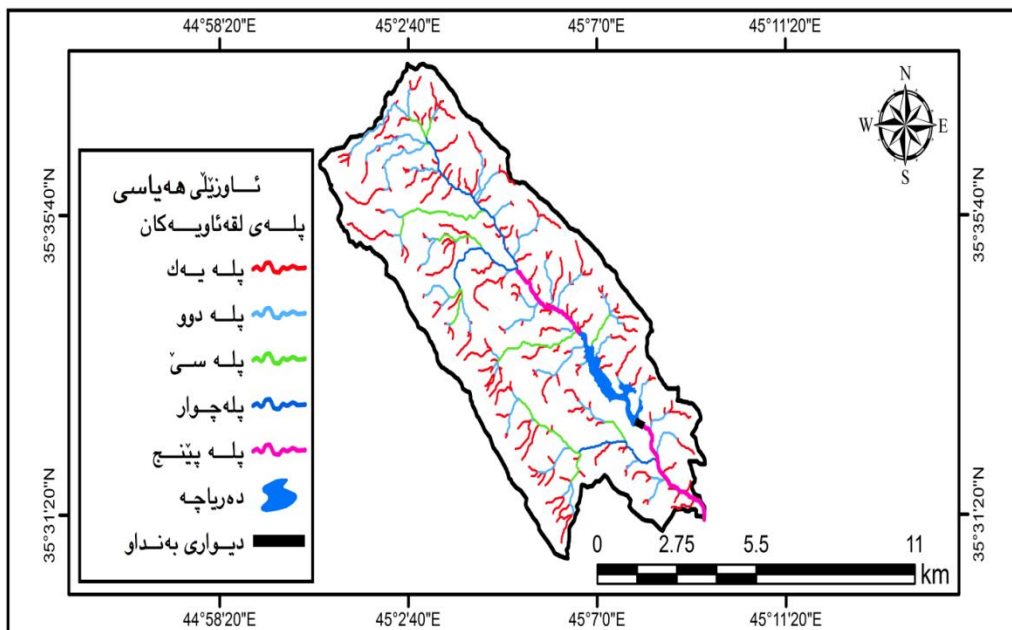 44°58'20"E 45°2'40"E 45°7'0"E 45°11'20"E
35°35'40"N
35°31'20"N
ئاوزێڵی هەیاسی
پلەی لقەئاویەکان
پلە یەك
پلە دوو
پلە سێ
پلەچوار
پلە پێنج
دەریاچە
دیواری بەنداو
N
W E
S
35°35'40"N
35°31'20"N
0 2.75 5.5 11
km
44°58'20"E 45°2'40"E 45°7'0"E 45°11'20"E